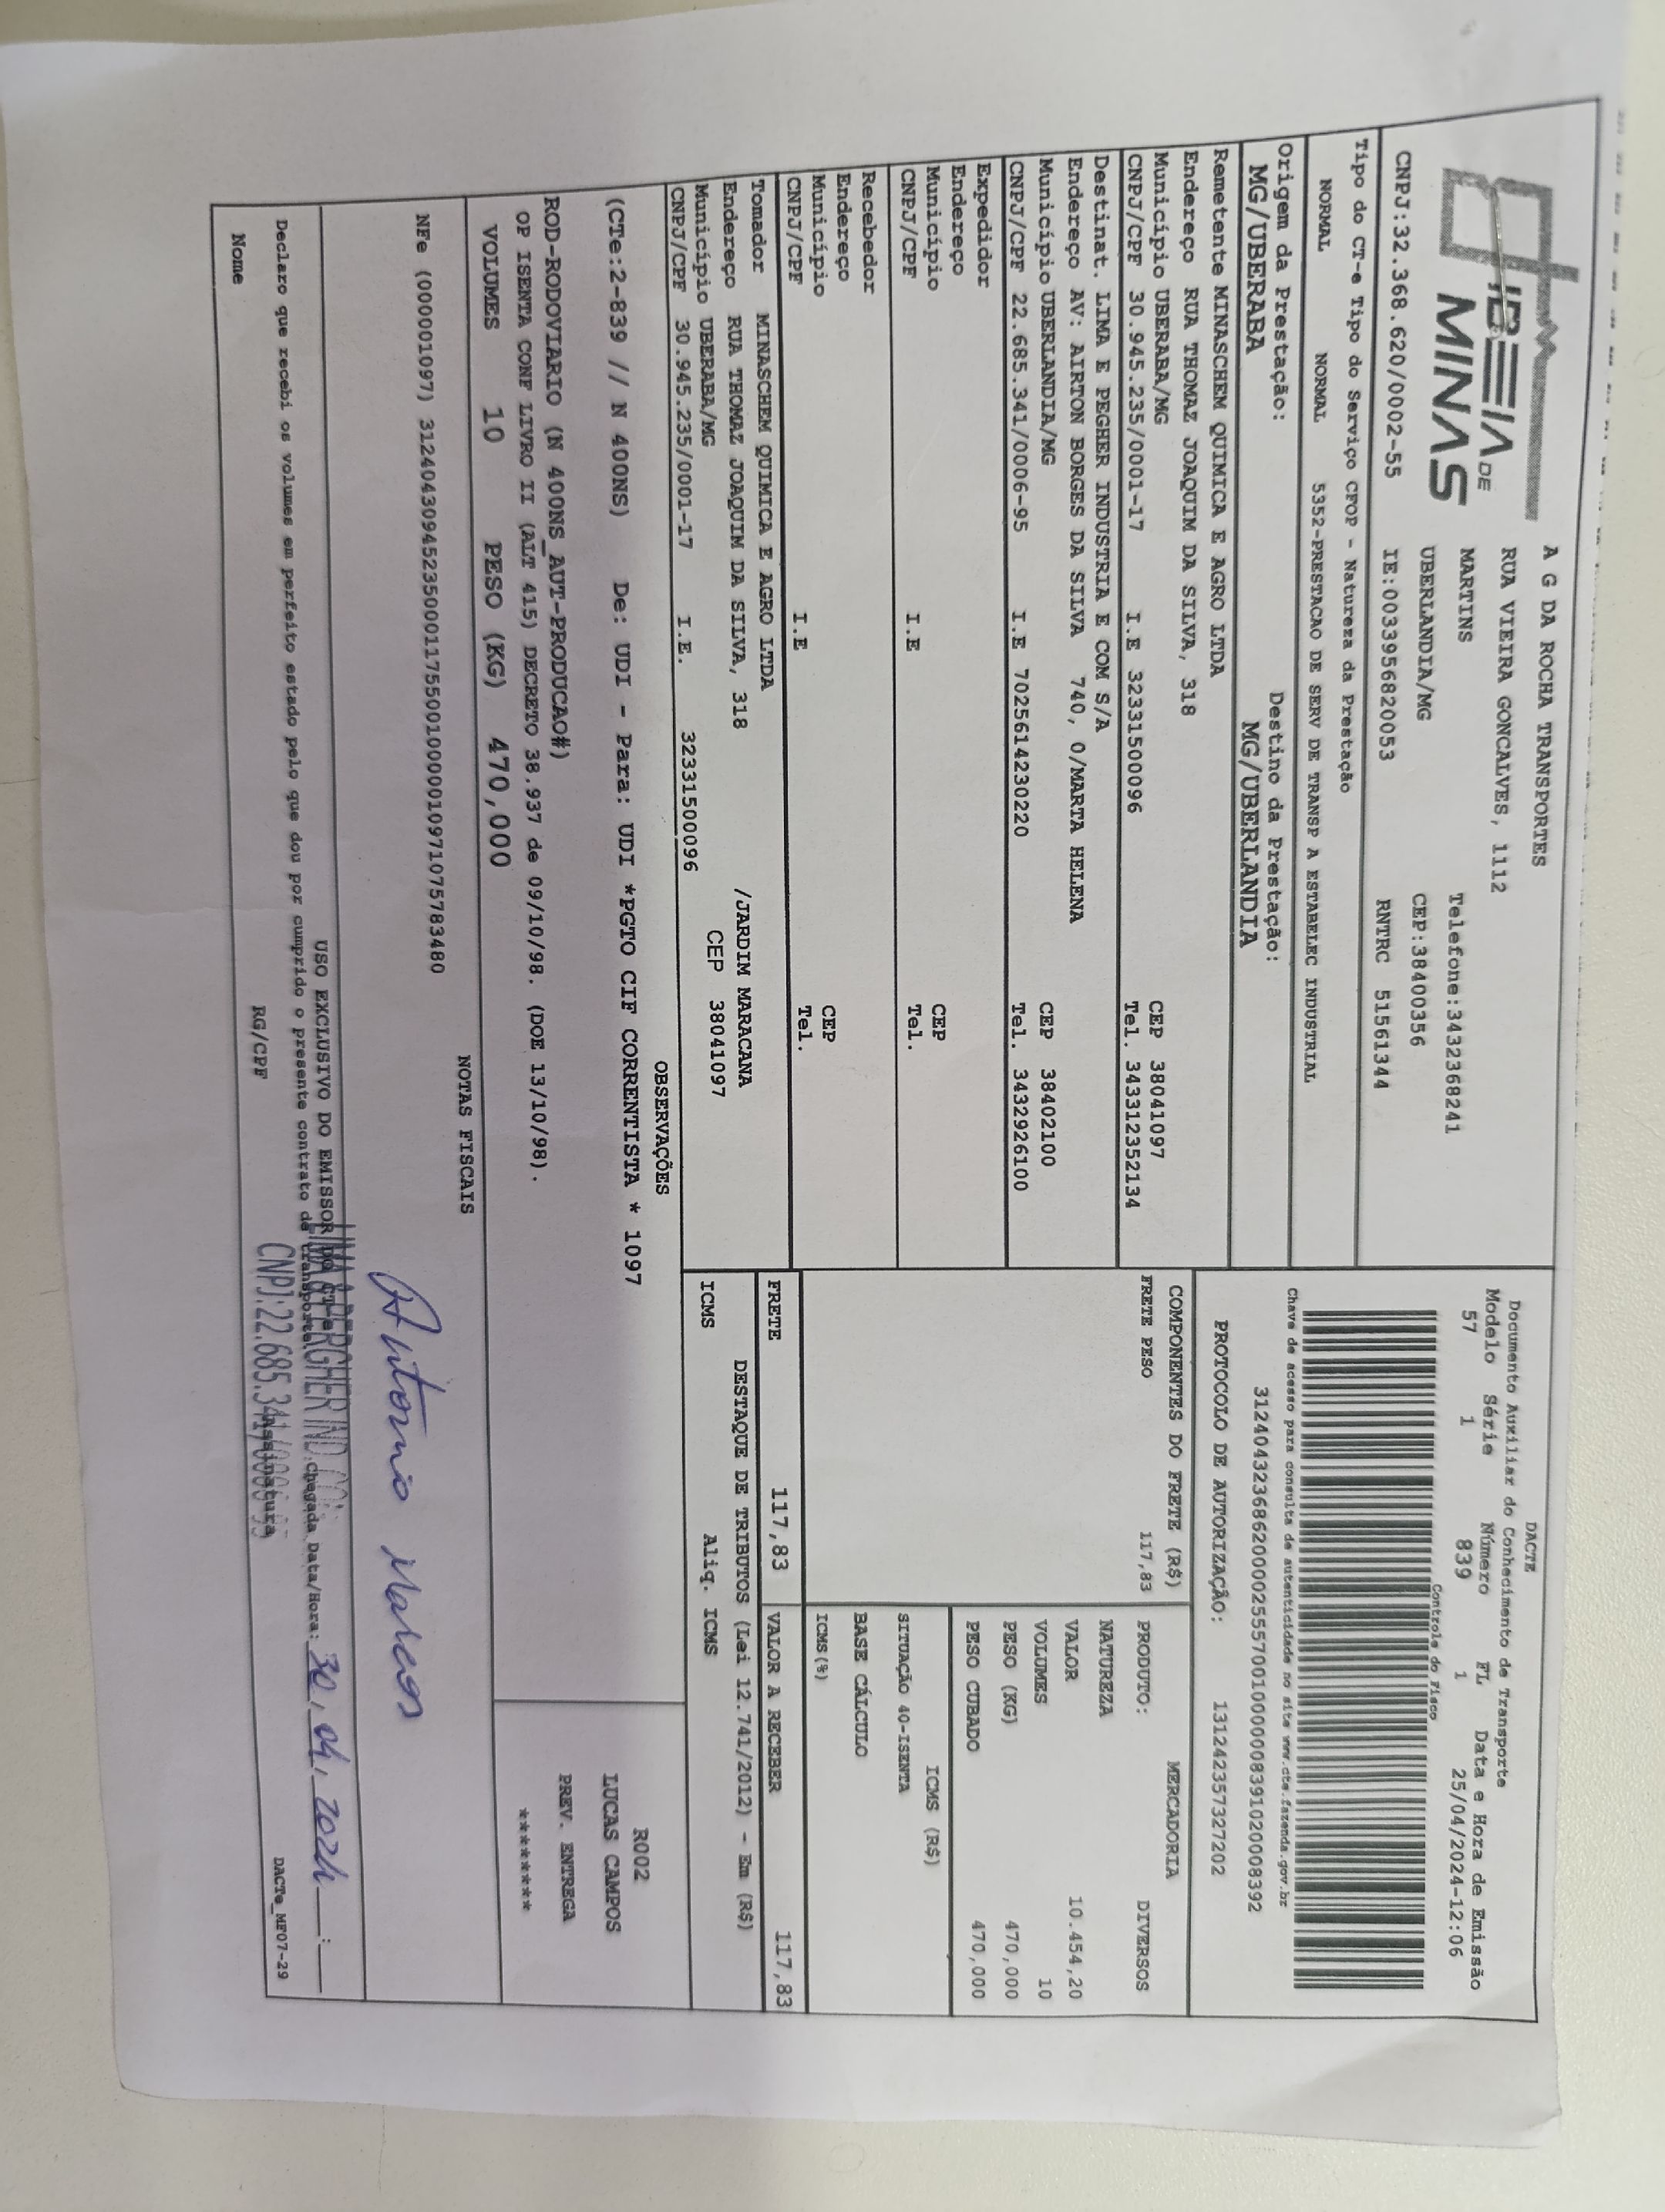 IDEIA DE
MINAS
A G DA ROCHA TRANSPORTES
RUA VIEIRA GONCALVES, 1112
MARTINS
Telefone:3432368241
UBERLANDIA/MG
CEP:38400356
CNPJ:32.368.620/0002-55
IE:0033956820053
RNTRC 51561344
Tipo do CT-e Tipo do Serviço CFOP - Natureza da Prestação
NORMAL NORMAL 5352-PRESTACAO DE SERV DE TRANSP A ESTABELEC INDUSTRIAL
Origem da Prestação: Destino da Prestação:
MG/UBERABA MG/UBERLANDIA
Remetente MINASCHEM QUIMICA E AGRO LTDA
Endereço RUA THOMAZ JOAQUIM DA SILVA, 318
Município UBERABA/MG CEP 38041097
CNPJ/CPF 30.945.235/0001-17 I.E 32331500096 Tel. 343312352134
Destinat. LIMA E PEGHER INDUSTRIA E COM S/A
Endereço AV: AIRTON BORGES DA SILVA 740, 0/MARTA HELENA
Município UBERLANDIA/MG CEP 38402100
CNPJ/CPF 22.685.341/0006-95 I.E 7025614230220 Tel. 3432926100
Expedidor
Endereço
Município CEP
CNPJ/CPF I.E Tel.
Recebedor
Endereço
Município CEP
CNPJ/CPF I.E Tel.
Tomador MINASCHEM QUIMICA E AGRO LTDA
Endereço RUA THOMAZ JOAQUIM DA SILVA, 318 /JARDIM MARACANA
Município UBERABA/MG CEP 38041097
CNPJ/CPF 30.945.235/0001-17 I.E. 32331500096
DACTE
Documento Auxiliar do Conhecimento de Transporte
Modelo Série Número FL Data e Hora de Emissão
57 1 839 1 25/04/2024-12:06
Controle do Fisco
Chave de acesso para consulta de autenticidade no site www.cte.fazenda.gov.br
31240432368620000255570010000008391020008392
PROTOCOLO DE AUTORIZAÇÃO: 131242357327202
COMPONENTES DO FRETE (R$)
FRETE PESO 117,83
MERCADORIA
PRODUTO: DIVERSOS
NATUREZA
VALOR 10.454,20
VOLUMES 10
PESO (KG) 470,000
PESO CUBADO 470,000
ICMS (R$)
SITUAÇÃO 40-ISENTA
BASE CÁLCULO
ICMS(%)
FRETE 117,83 VALOR A RECEBER 117,83
DESTAQUE DE TRIBUTOS (Lei 12.741/2012) - Em (R$)
ICMS Aliq. ICMS
OBSERVAÇÕES
(CTe:2-839 // N 400NS) De: UDI - Para: UDI *PGTO CIF CORRENTISTA * 1097
ROD-RODOVIARIO (N 400NS_AUT-PRODUCAO#)
OP ISENTA CONF LIVRO II (ALT 415) DECRETO 38.937 de 09/10/98. (DOE 13/10/98).
VOLUMES 10 PESO (KG) 470,000
R002
LUCAS CAMPOS
PREV. ENTREGA
********
NOTAS FISCAIS
NFe (000001097) 31240430945235000117550010000010971075783480
Antonio Marcos
USO EXCLUSIVO DO EMISSOR DO CT-e
Declaro que recebi os volumes em perfeito estado pelo que dou por cumprido o presente contrato de transporte. Chegada Data/Hora: 30/04/2024 __:__
LIMA & PERGHER IND. CO
CNPJ:22.685.341/0006-95
Nome RG/CPF Assinatura
DACTe_MF07-29